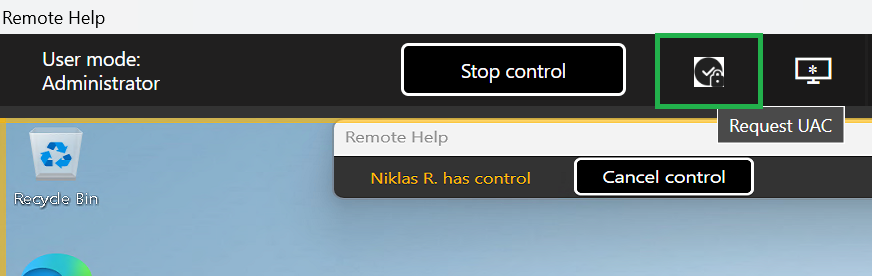 Remote Help
User mode:
Administrator
Stop control
*
Request UAC
Remote Help
Niklas R. has control
Cancel control
Recycle Bin